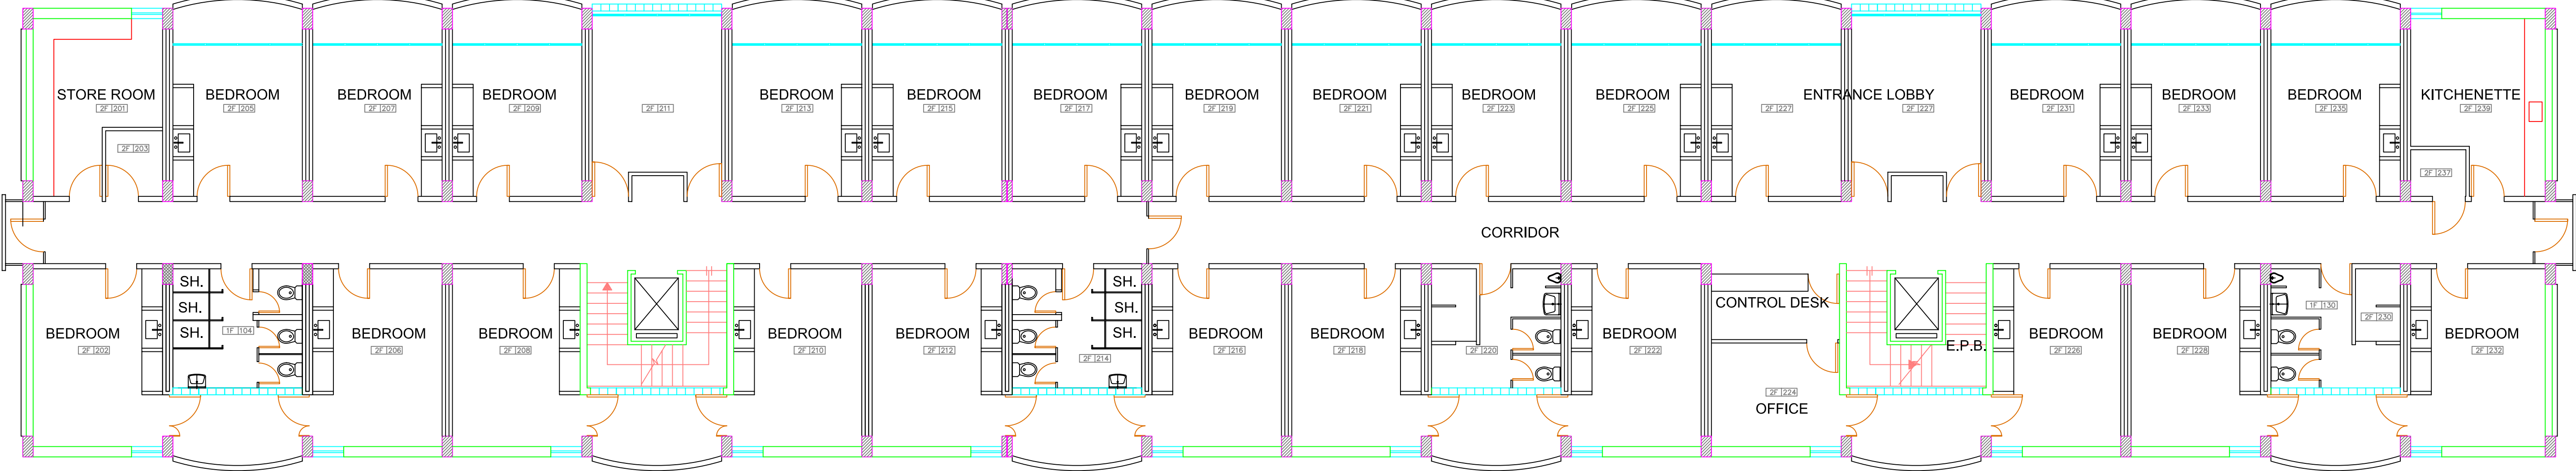 STORE ROOM
2F 201
2F 203
BEDROOM
2F 205
BEDROOM
2F 207
BEDROOM
2F 209
2F 211
BEDROOM
2F 213
BEDROOM
2F 215
BEDROOM
2F 217
BEDROOM
2F 219
BEDROOM
2F 221
BEDROOM
2F 223
BEDROOM
2F 225
2F 227
ENTRANCE LOBBY
2F 227
BEDROOM
2F 231
BEDROOM
2F 233
BEDROOM
2F 235
KITCHENETTE
2F 239
2F 237
CORRIDOR
BEDROOM
2F 202
SH.
SH.
SH.
1F 104
BEDROOM
2F 206
BEDROOM
2F 208
BEDROOM
2F 210
BEDROOM
2F 212
SH.
SH.
SH.
2F 214
BEDROOM
2F 216
BEDROOM
2F 218
2F 220
BEDROOM
2F 222
CONTROL DESK
2F 224
OFFICE
E.P.B.
BEDROOM
2F 226
BEDROOM
2F 228
1F 130
2F 230
BEDROOM
2F 232